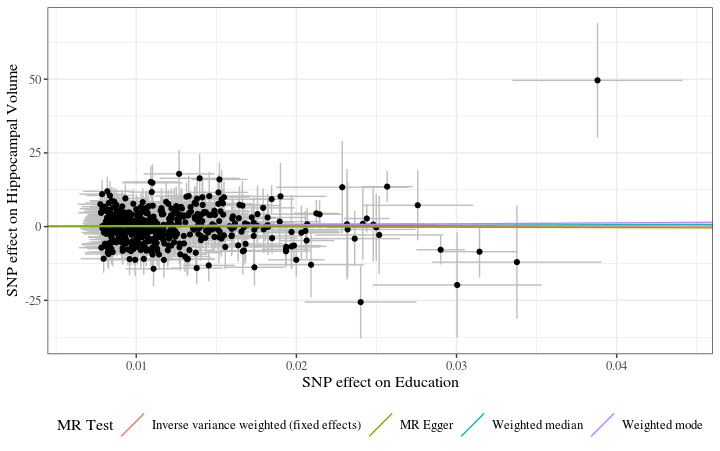 SNP effect on Hippocampal Volume
50
25
0
-25
0.01 0.02 0.03 0.04
SNP effect on Education
MR Test Inverse variance weighted (fixed effects) MR Egger Weighted median Weighted mode